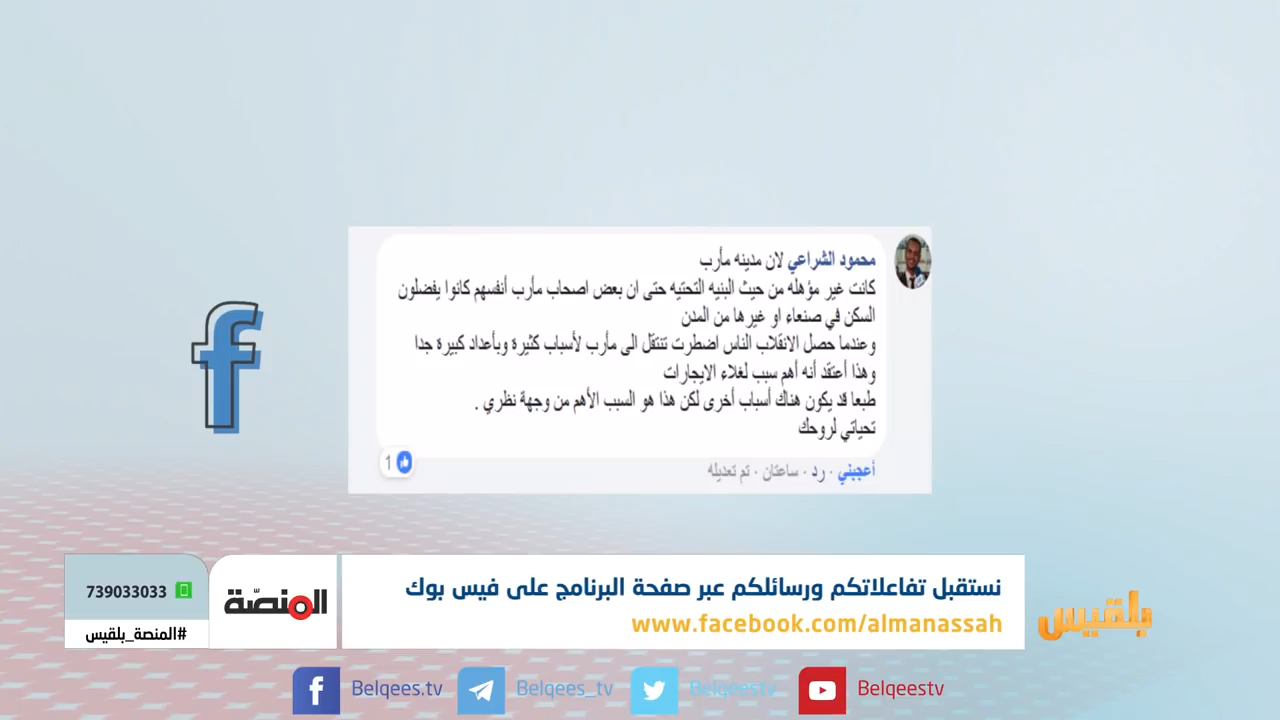 محمود الشراعي لان مدينه مأرب
كانت غير مؤهله من حيث البنيه التحتيه حتى ان بعض اصحاب مأرب أنفسهم كانوا يفضلون
السكن في صنعاء او غيرها من المدن
وعندما حصل الانقلاب الناس اضطرت تنتقل الى مأرب لأسباب كثيرة وبأعداد كبيرة جدا
وهذا أعتقد أنه أهم سبب لغلاء الايجارات
طبعا قد يكون هناك أسباب أخرى لكن هذا هو السبب الأهم من وجهة نظري .
تحياتي لروحك
أعجبني · رد · ساعتان · تم تعديله
1
نستقبل تفاعلاتكم ورسائلكم عبر صفحة البرنامج على فيس بوك
www.facebook.com/almanassah
بلقيس
المنصّة
739033033
#المنصة_بلقيس
Belqees.tv
Belqees_tv
Belqeestv
Belqeestv